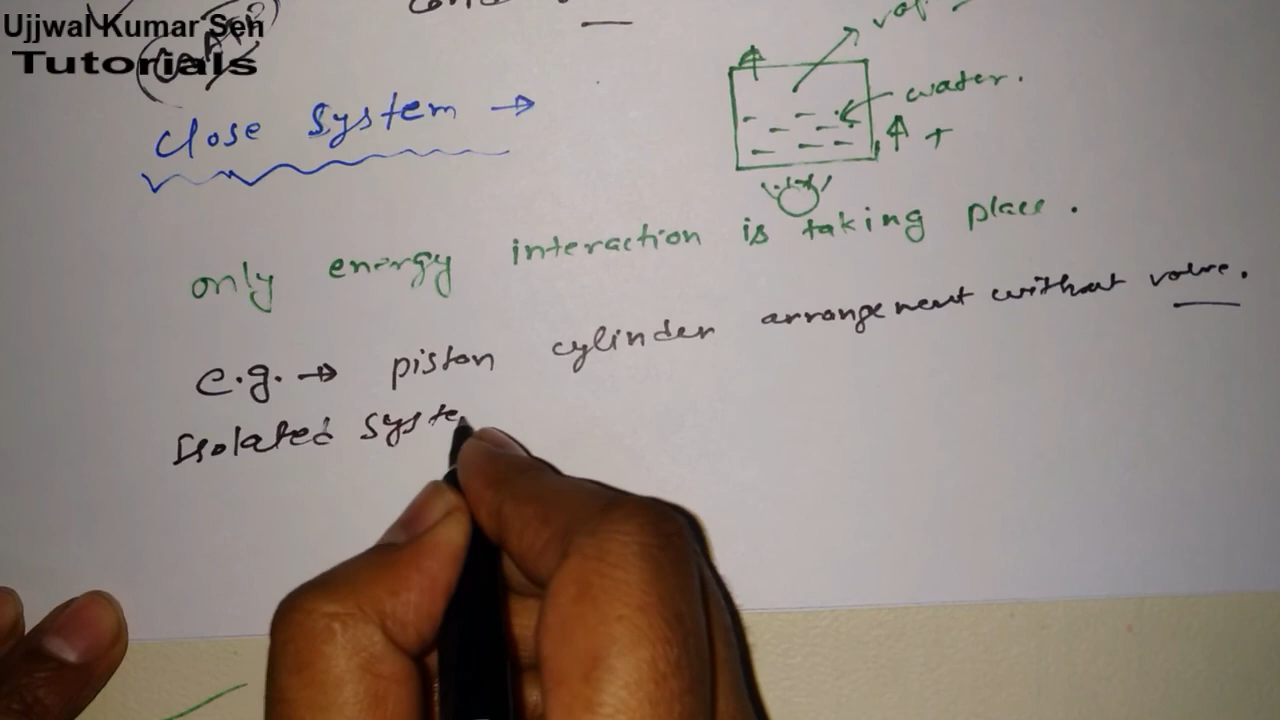 Ujjwal Kumar Sen
Tutorials
Close System →
water.
+
only energy interaction is taking place.
e.g. → piston cylinder arrangement without valve.
Isolated Syste